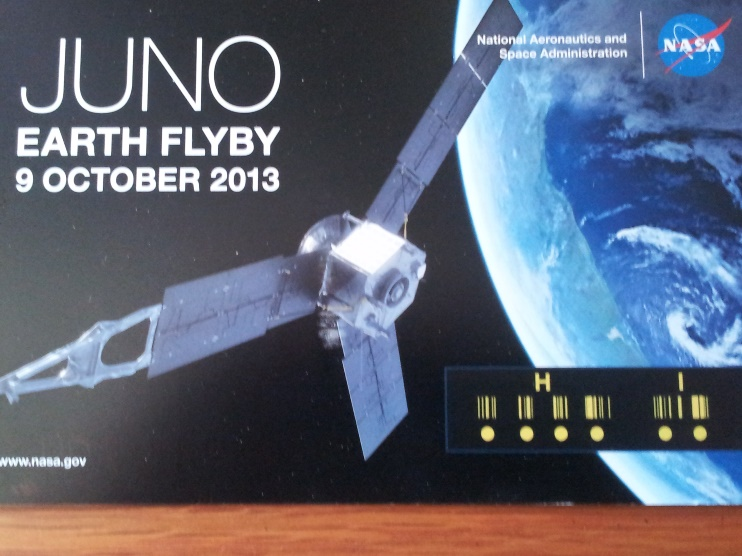 JUNO
EARTH FLYBY
9 OCTOBER 2013
National Aeronautics and
Space Administration
NASA
H I
www.nasa.gov